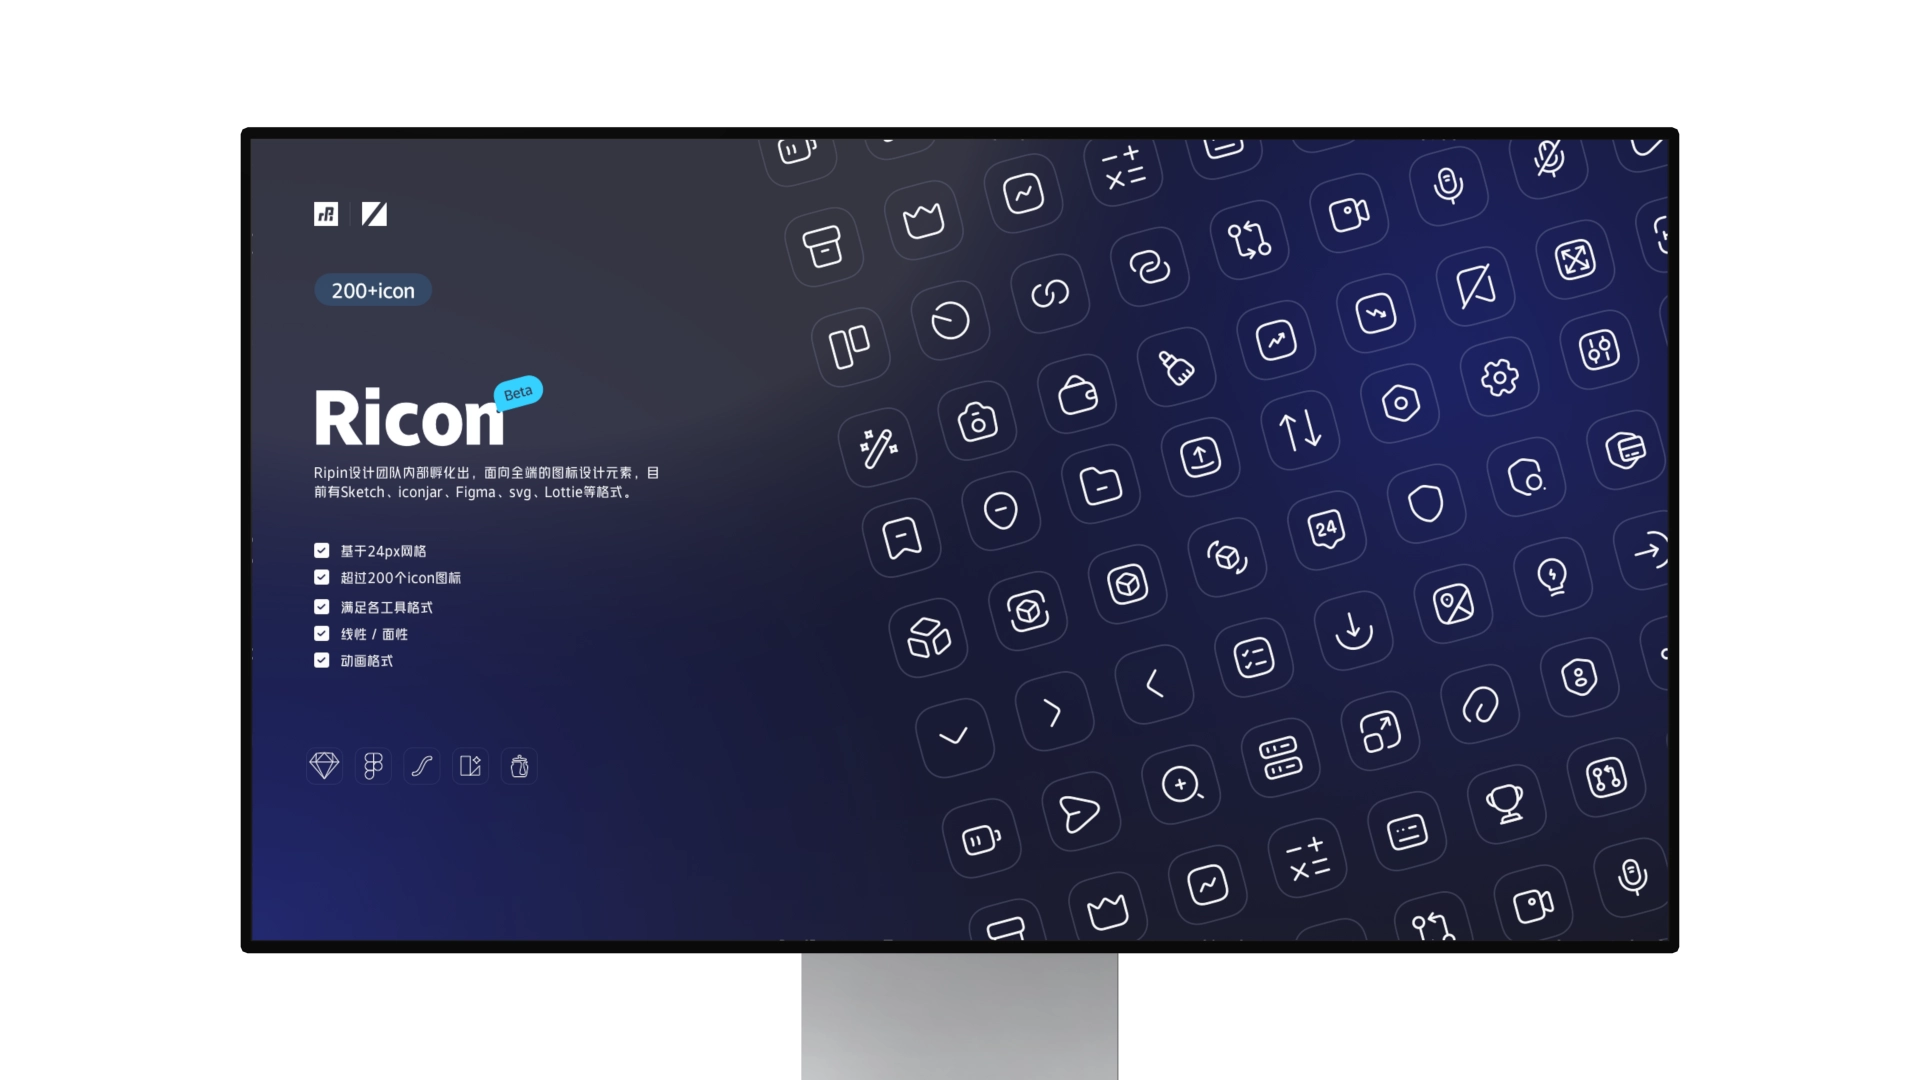 200+icon
Ricon
Beta
Ripin设计团队内部孵化出，面向全端的图标设计元素，目
前有Sketch、iconjar、Figma、svg、Lottie等格式。
基于24px网格
超过200个icon图标
满足各工具格式
线性 / 面性
动画格式
24